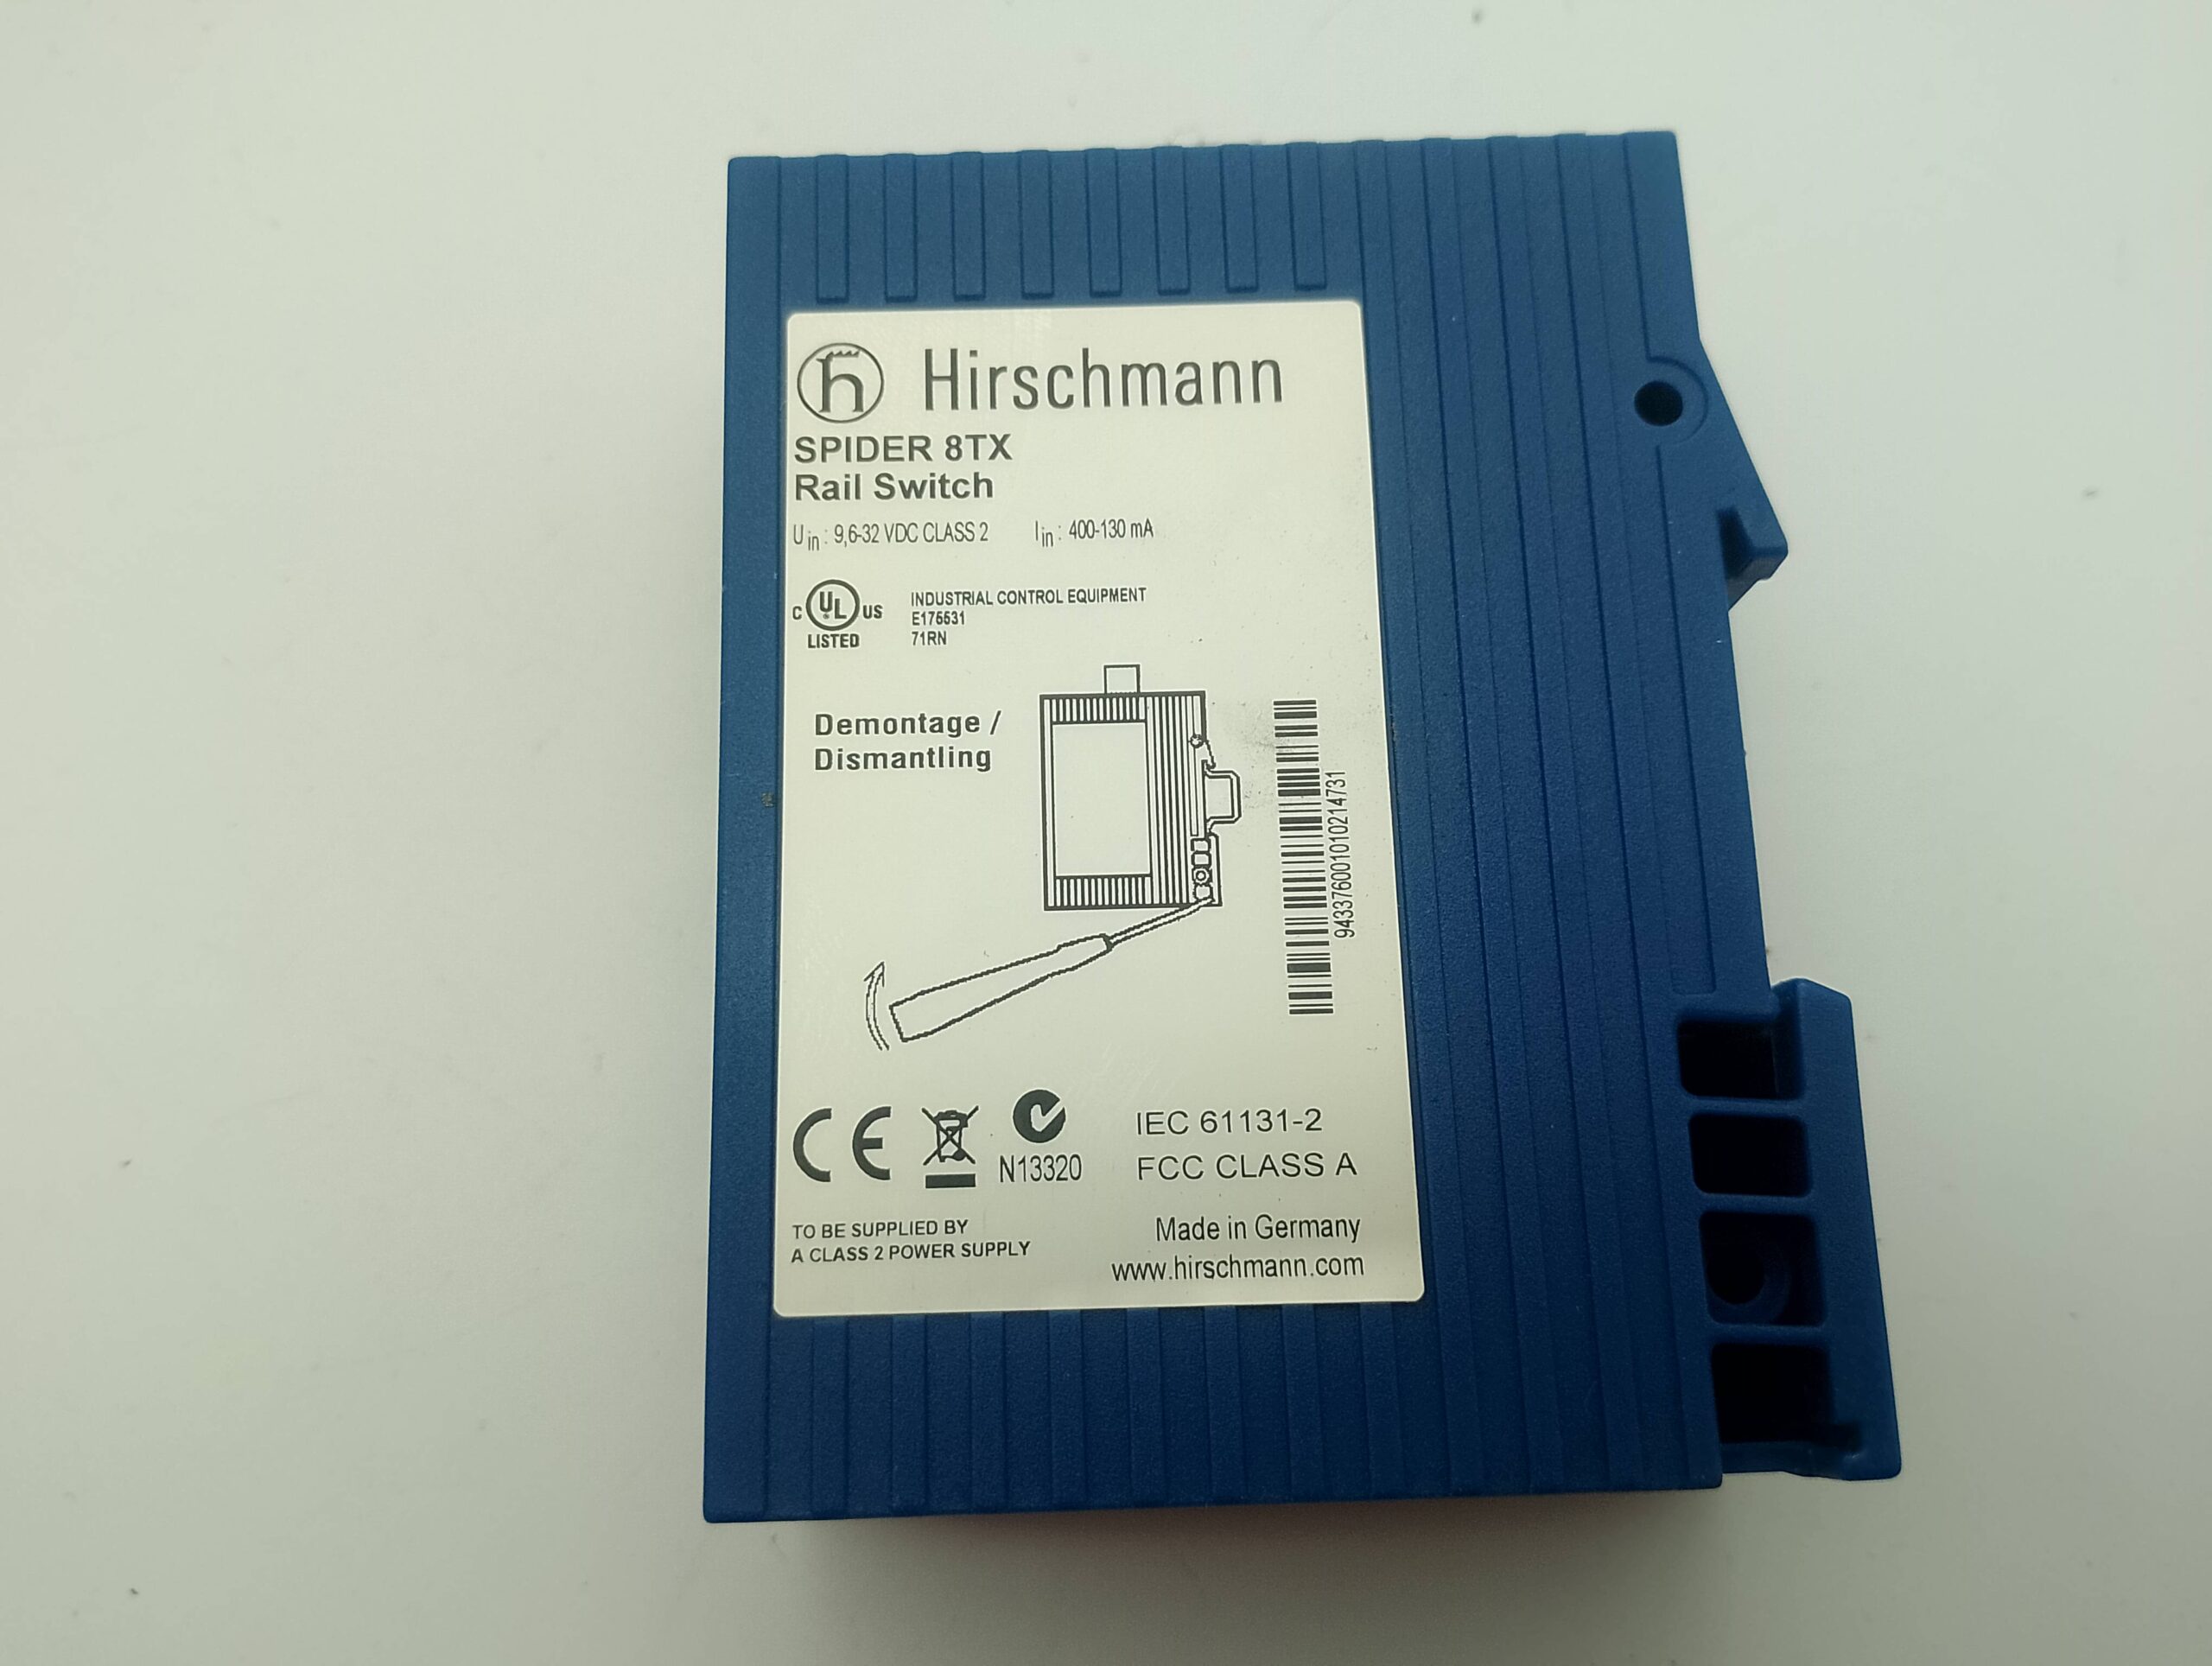 Hirschmann
SPIDER 8TX
Rail Switch
Uin : 9,6-32 VDC CLASS 2 Iin : 400-130 mA
c UL US
LISTED
INDUSTRIAL CONTROL EQUIPMENT
E175531
71RN
Demontage /
Dismantling
943376001010214731
CE
N13320
IEC 61131-2
FCC CLASS A
TO BE SUPPLIED BY
A CLASS 2 POWER SUPPLY
Made in Germany
www.hirschmann.com